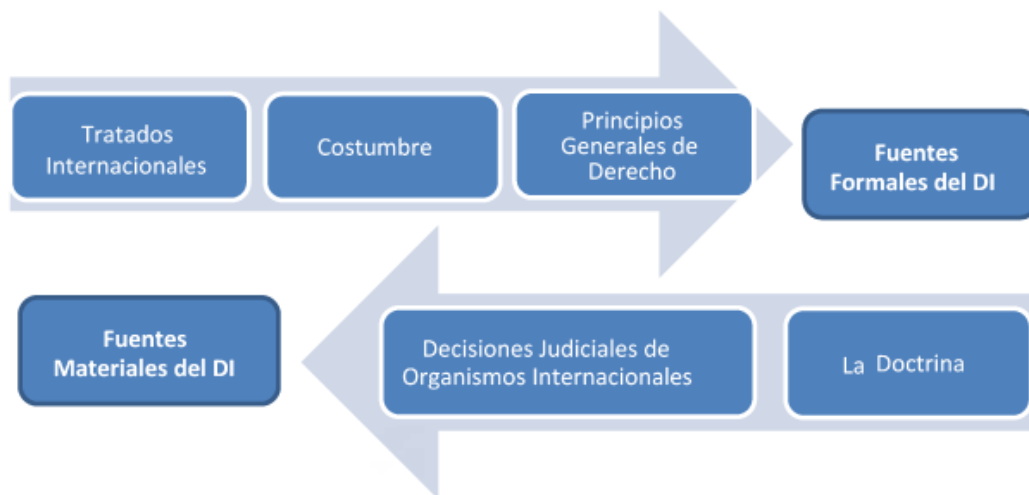 Tratados
Internacionales
Costumbre
Principios
Generales de
Derecho
Fuentes
Formales del DI
Fuentes
Materiales del DI
Decisiones Judiciales de
Organismos Internacionales
La Doctrina